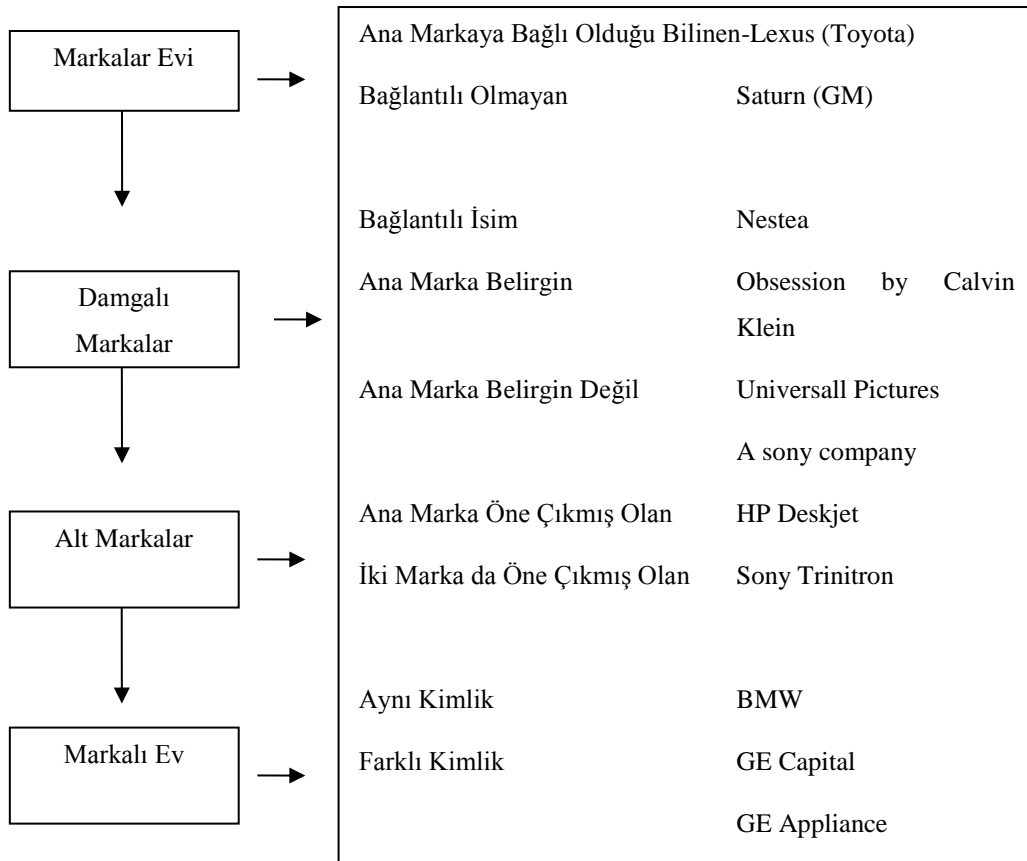 Markalar Evi
Ana Markaya Bağlı Olduğu Bilinen-Lexus (Toyota)
Bağlantılı Olmayan Saturn (GM)
Damgalı
Markalar
Bağlantılı İsim Nestea
Ana Marka Belirgin Obsession by Calvin
Klein
Ana Marka Belirgin Değil Universall Pictures
A sony company
Alt Markalar
Ana Marka Öne Çıkmış Olan HP Deskjet
İki Marka da Öne Çıkmış Olan Sony Trinitron
Markalı Ev
Aynı Kimlik BMW
Farklı Kimlik GE Capital
GE Appliance